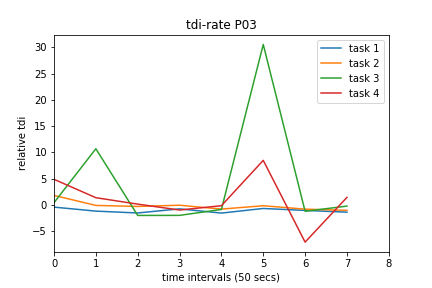 tdi-rate P03
relative tdi
30
25
20
15
10
5
0
−5
task 1
task 2
task 3
task 4
0 1 2 3 4 5 6 7 8
time intervals (50 secs)